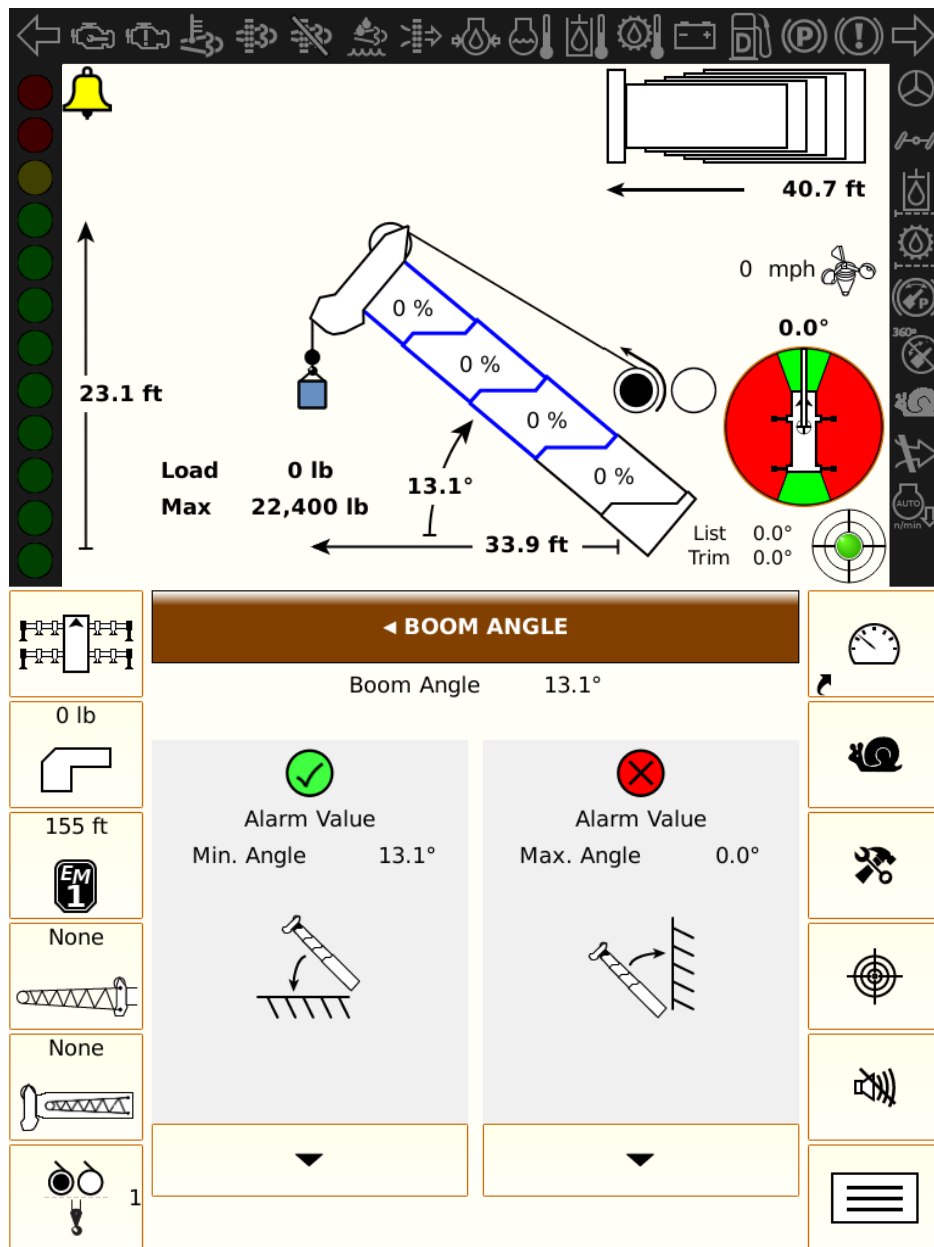 D
P
40.7 ft
0 mph
P
0.0°
360°
0 %
0 %
23.1 ft
0 %
0 %
Load 0 lb
13.1°
Max 22,400 lb
AUTO
n/min
33.9 ft
List 0.0°
Trim 0.0°
◄ BOOM ANGLE
Boom Angle 13.1°
0 lb
155 ft
EM
1
None
None
1
Alarm Value
Min. Angle 13.1°
Alarm Value
Max. Angle 0.0°